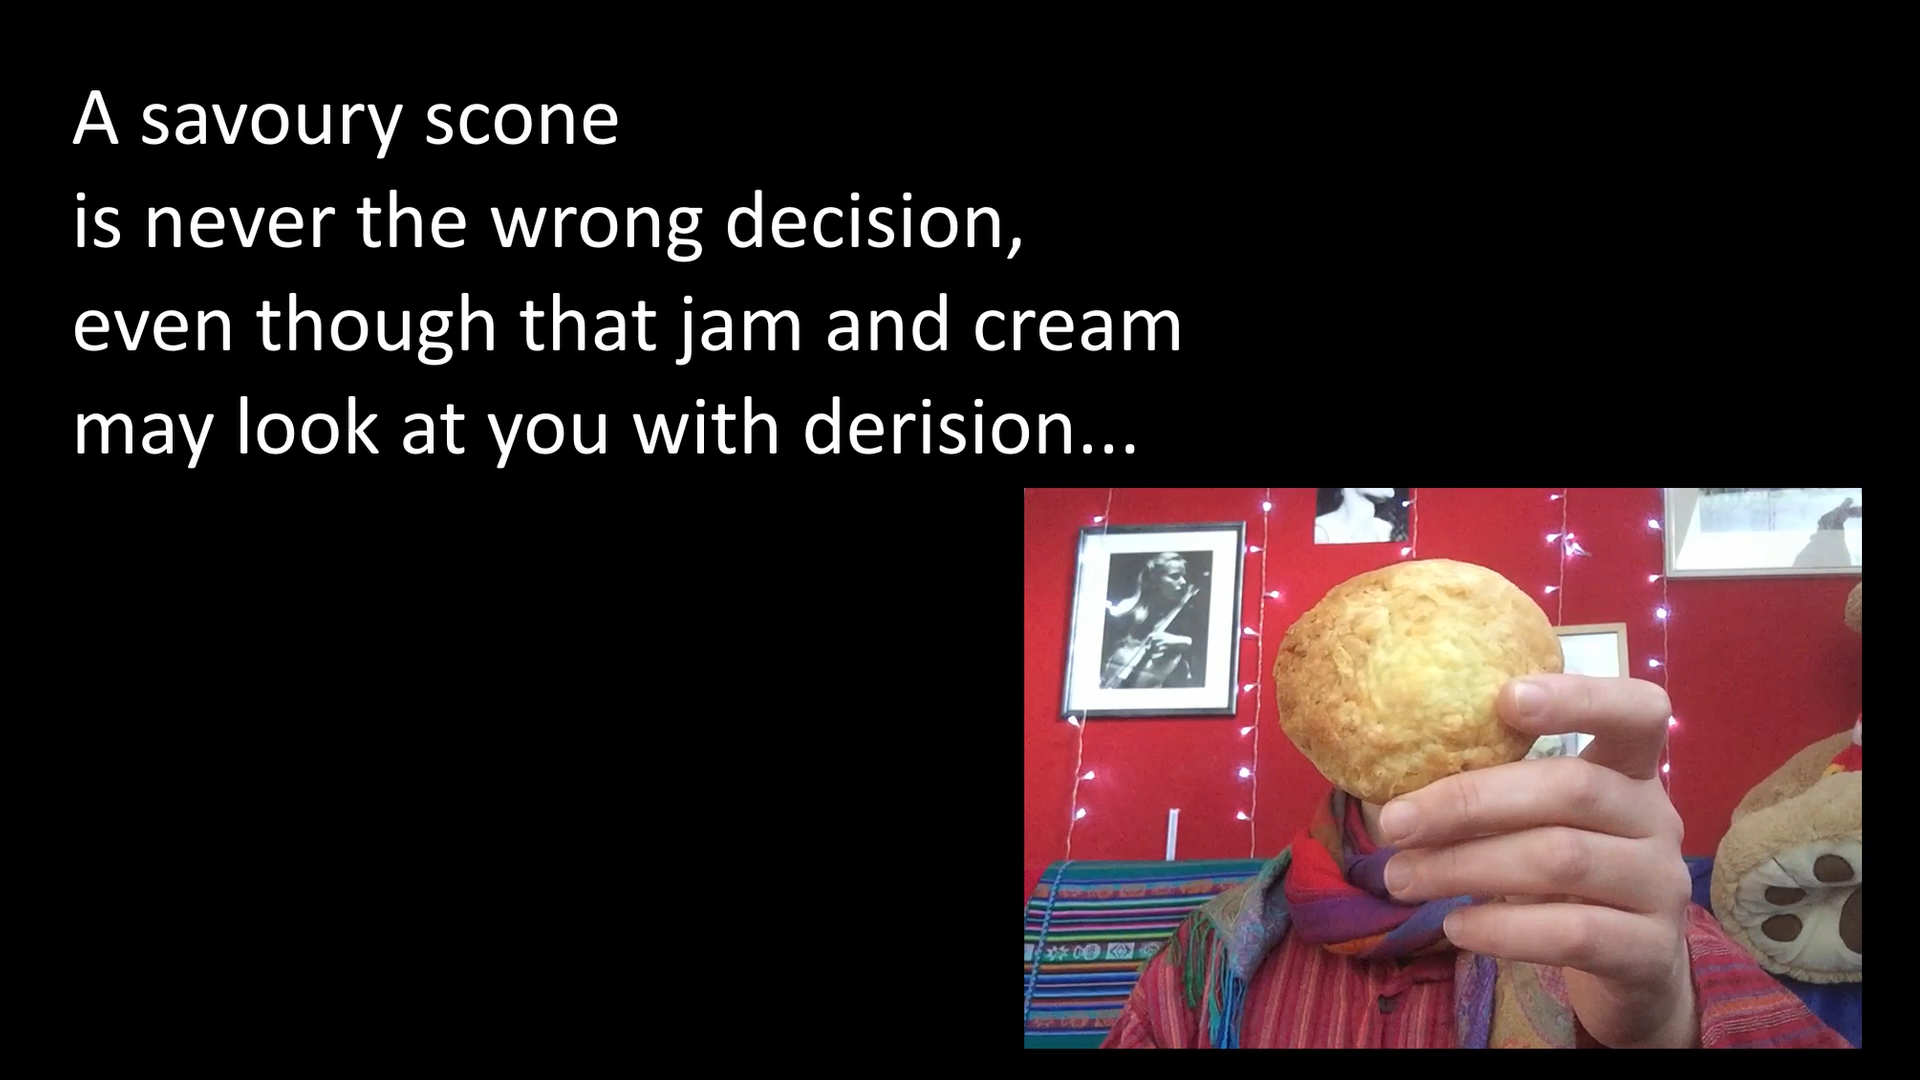 A savoury scone
is never the wrong decision,
even though that jam and cream
may look at you with derision...